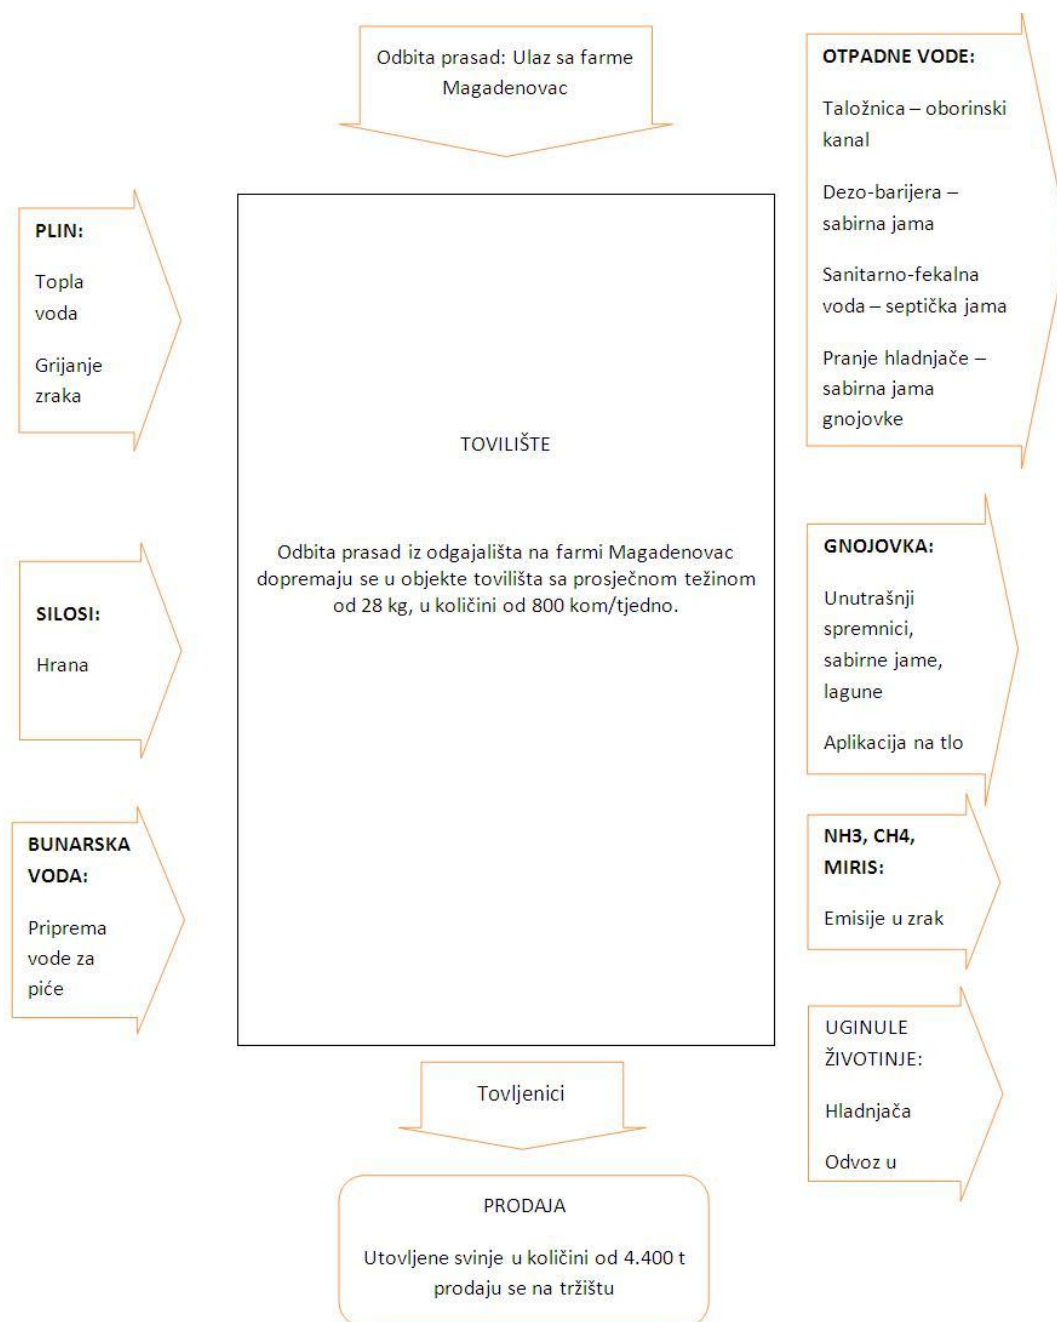 Odbita prasad: Ulaz sa farme
Magadenovac
PLIN:
Topla
voda
Grijanje
zraka
SILOSI:
Hrana
BUNARSKA
VODA:
Priprema
vode za
piće
TOVILIŠTE
Odbita prasad iz odgajališta na farmi Magadenovac
dopremaju se u objekte tovilišta sa prosječnom težinom
od 28 kg, u količini od 800 kom/tjedno.
OTPADNE VODE:
Taložnica – oborinski
kanal
Dezo-barijera –
sabirna jama
Sanitarno-fekalna
voda – septička jama
Pranje hladnjače –
sabirna jama
gnojovke
GNOJOVKA:
Unutrašnji
spremnici,
sabirne jame,
lagune
Aplikacija na tlo
NH3, CH4,
MIRIS:
Emisije u zrak
UGINULE
ŽIVOTINJE:
Hladnjača
Odvoz u
Tovljenici
PRODAJA
Utovljene svinje u količini od 4.400 t
prodaju se na tržištu